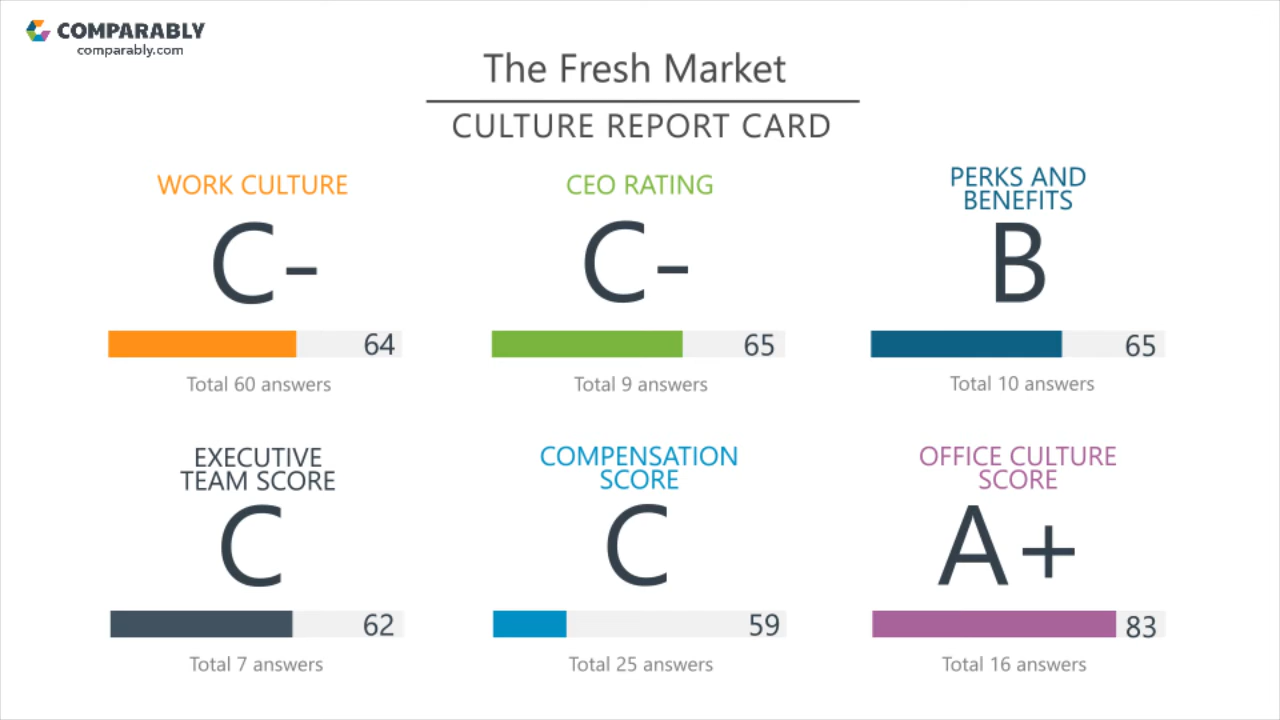 COMPARABLY
comparably.com
The Fresh Market
CULTURE REPORT CARD
WORK CULTURE
C-
64
Total 60 answers
CEO RATING
C-
65
Total 9 answers
PERKS AND
BENEFITS
B
65
Total 10 answers
EXECUTIVE
TEAM SCORE
C
62
Total 7 answers
COMPENSATION
SCORE
C
59
Total 25 answers
OFFICE CULTURE
SCORE
A+
83
Total 16 answers